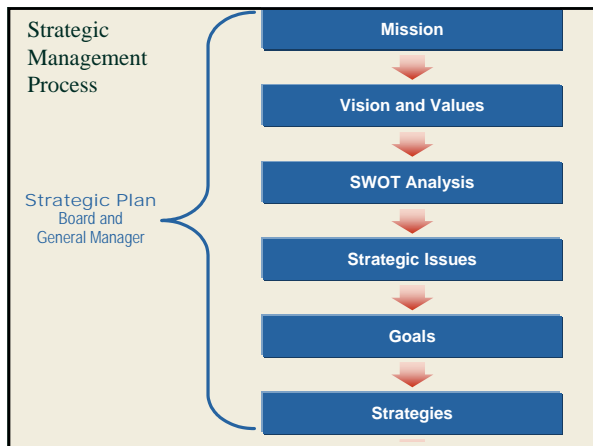 Strategic
Management
Process
Mission
Vision and Values
SWOT Analysis
Strategic Plan
Board and
General Manager
Strategic Issues
Goals
Strategies